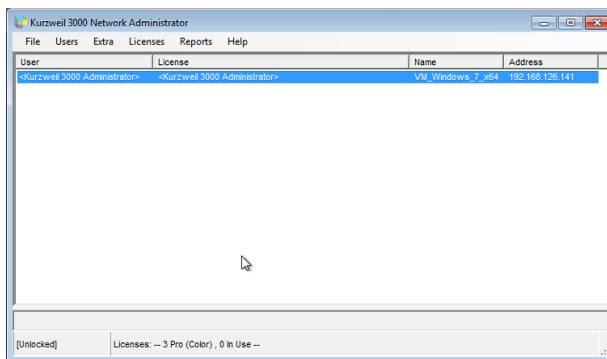 Kurzweil 3000 Network Administrator
File Users Extra Licenses Reports Help
User License Name Address
<Kurzweil 3000 Administrator> <Kurzweil 3000 Administrator> VM_Windows_7_x64 192.168.126.141
[Unlocked] Licenses: -- 3 Pro (Color) , 0 In Use --